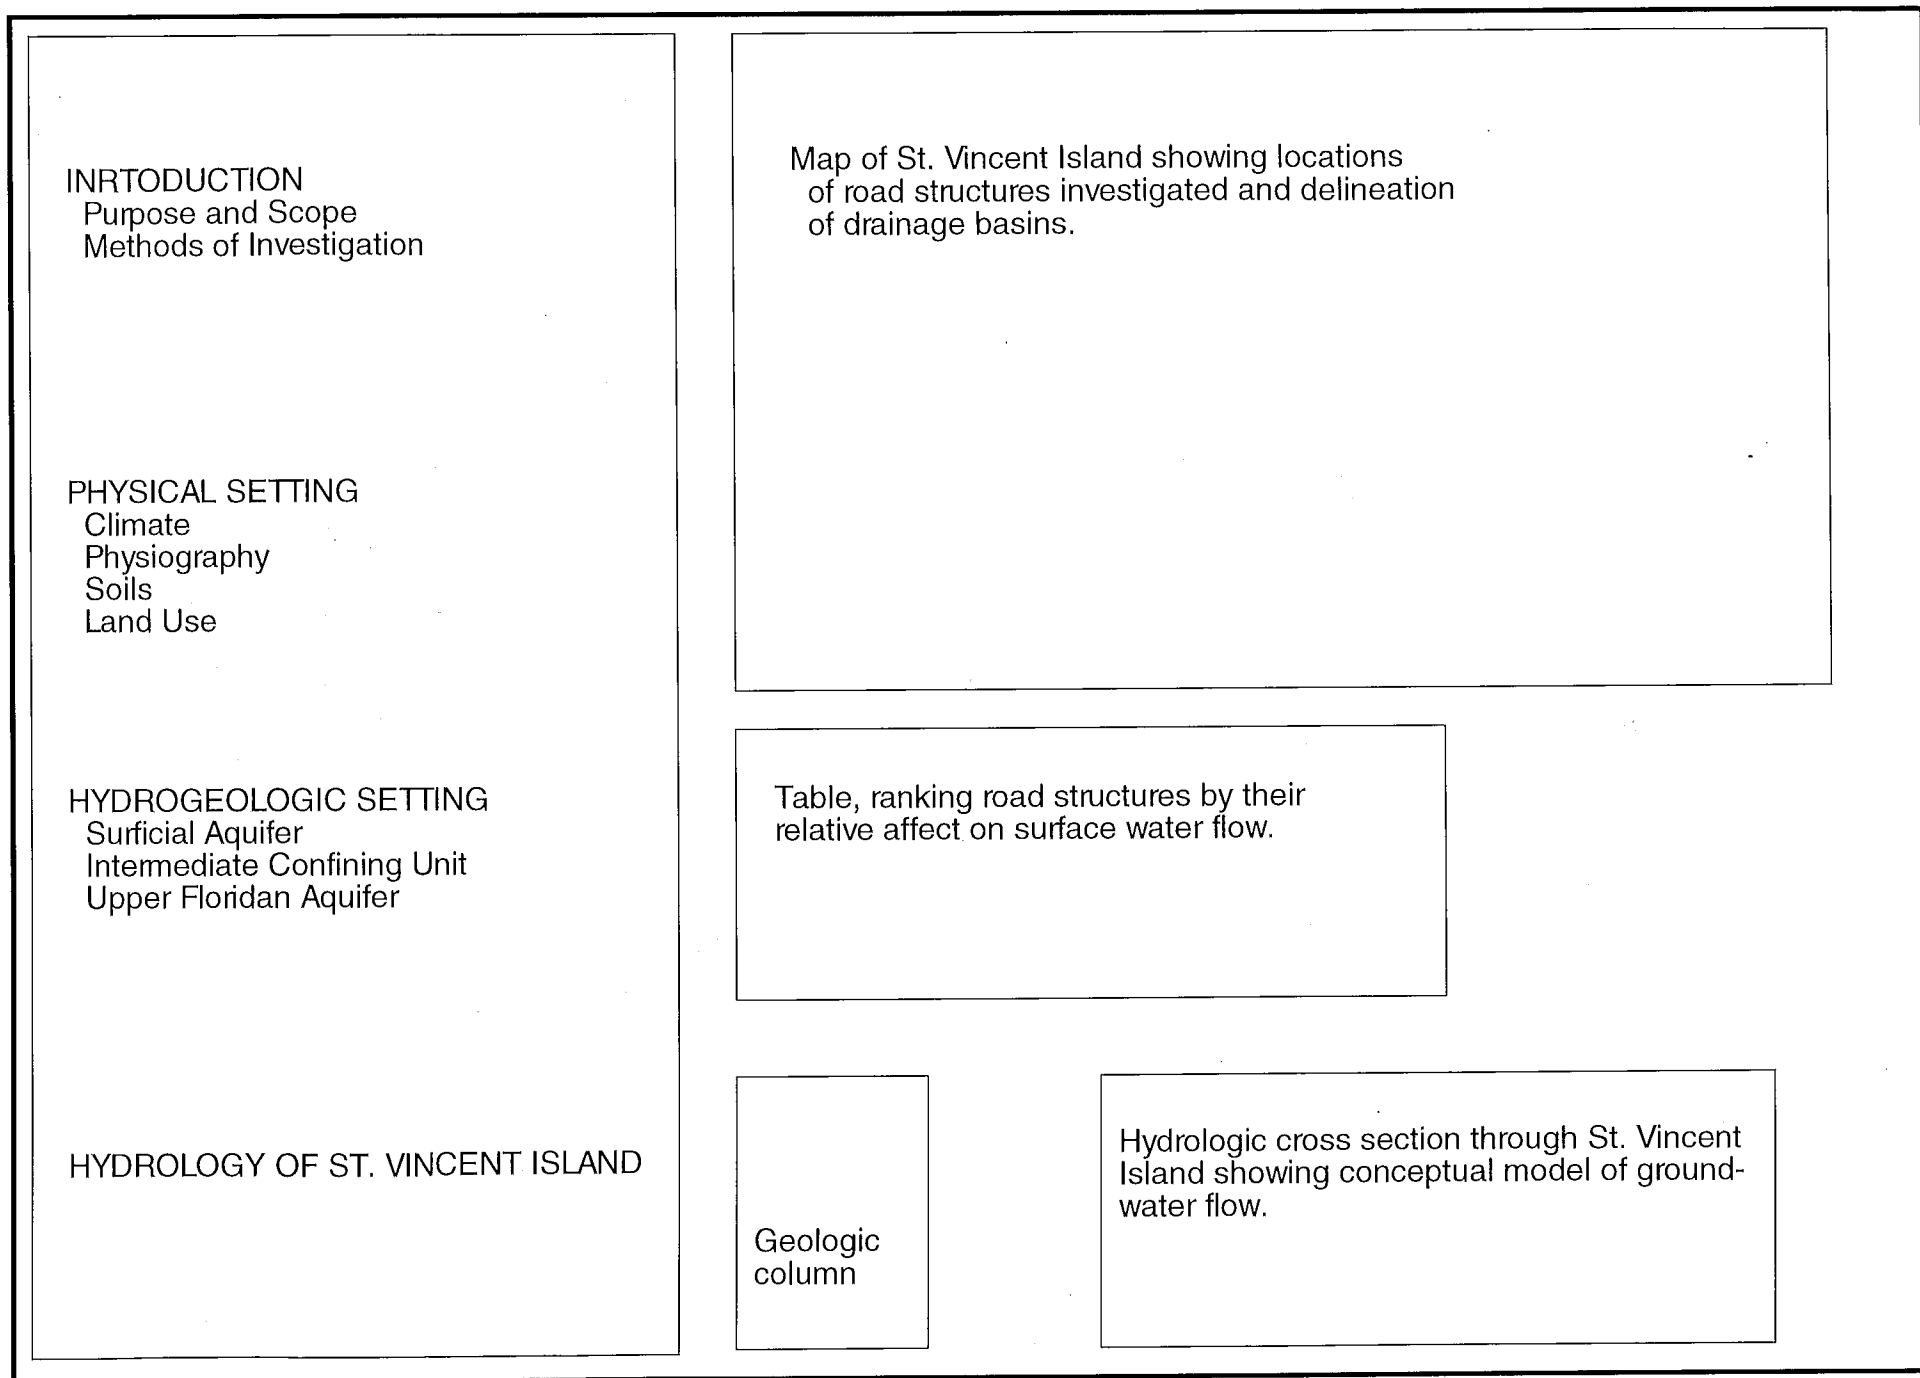 INRTODUCTION
Purpose and Scope
Methods of Investigation
PHYSICAL SETTING
Climate
Physiography
Soils
Land Use
HYDROGEOLOGIC SETTING
Surficial Aquifer
Intermediate Confining Unit
Upper Floridan Aquifer
HYDROLOGY OF ST. VINCENT ISLAND
Map of St. Vincent Island showing locations
of road structures investigated and delineation
of drainage basins.
Table, ranking road structures by their
relative affect on surface water flow.
Geologic
column
Hydrologic cross section through St. Vincent
Island showing conceptual model of ground-
water flow.